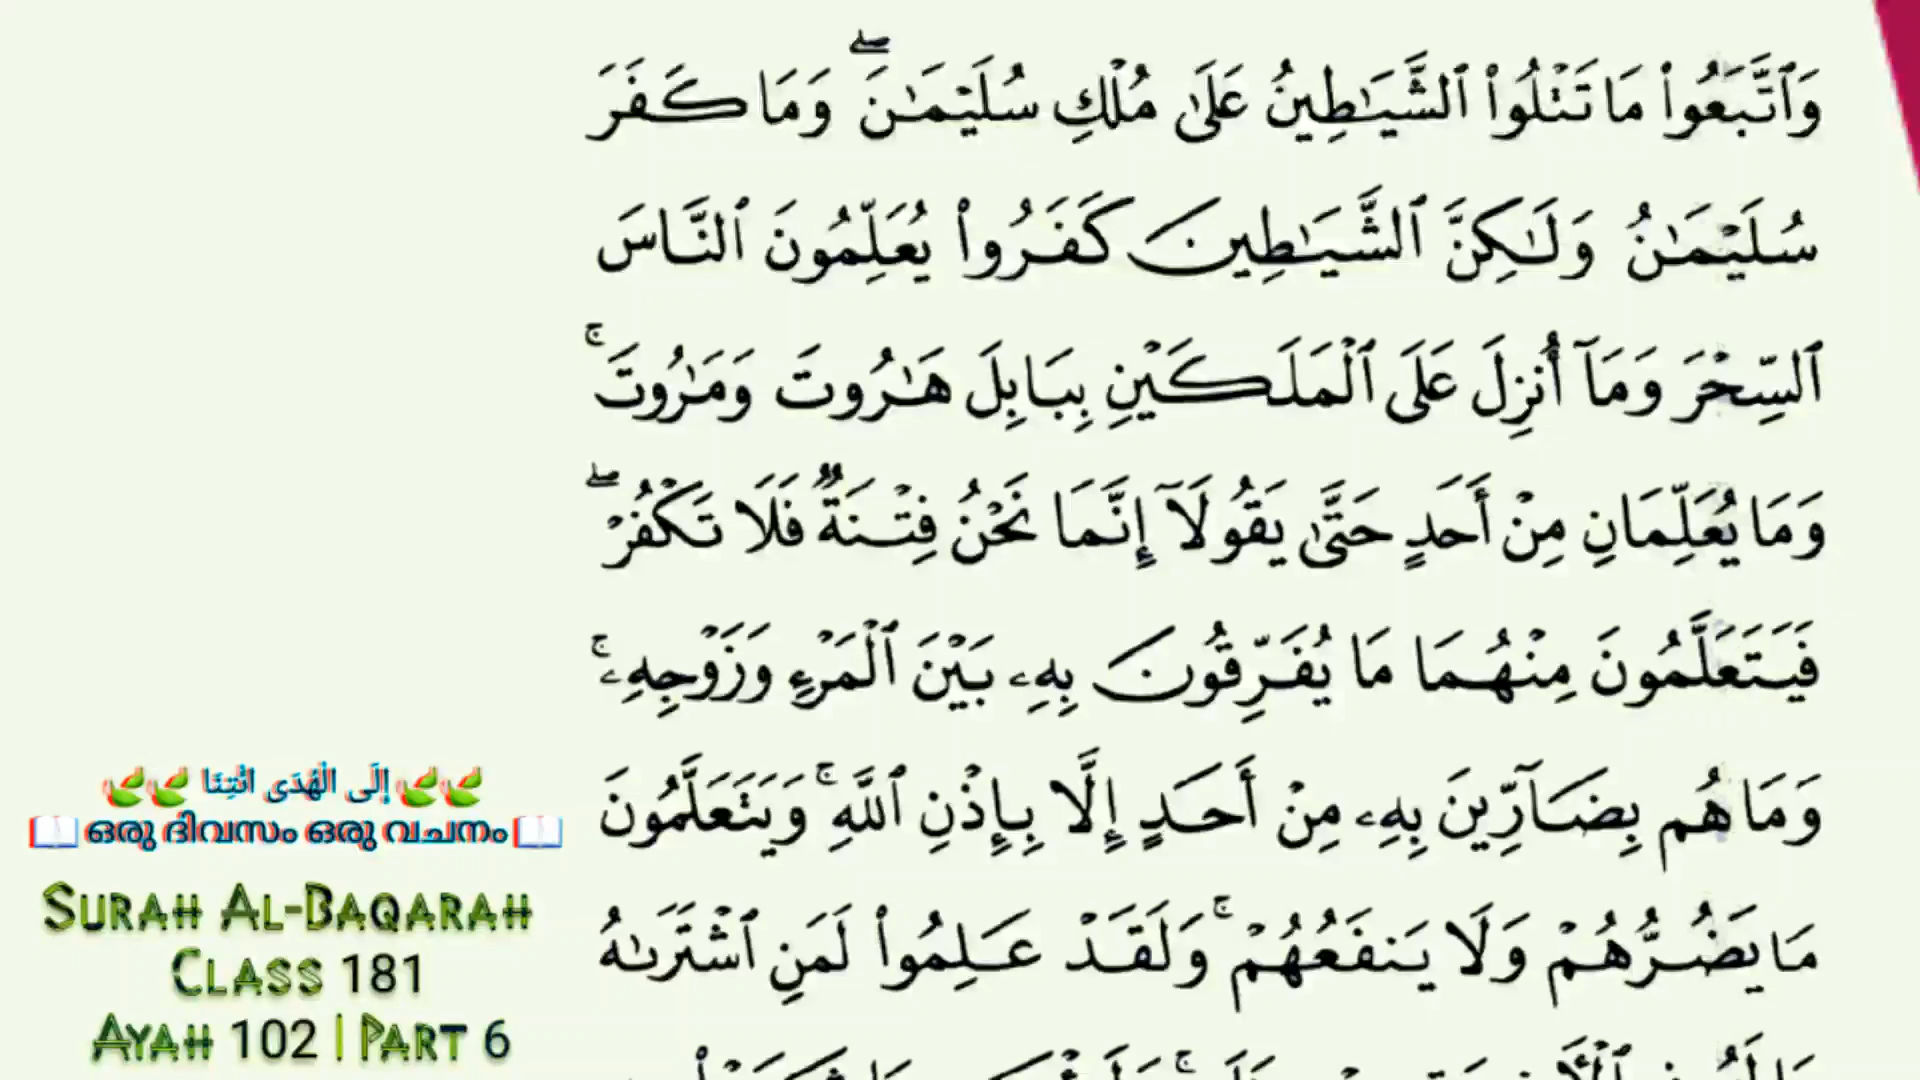 وَٱتَّبَعُوا۟ مَا تَتْلُوا۟ ٱلشَّيَـٰطِينُ عَلَىٰ مُلْكِ سُلَيْمَـٰنَ ۖ وَمَا كَفَرَ
سُلَيْمَـٰنُ وَلَـٰكِنَّ ٱلشَّيَـٰطِينَ كَفَرُوا۟ يُعَلِّمُونَ ٱلنَّاسَ
ٱلسِّحْرَ وَمَآ أُنزِلَ عَلَى ٱلْمَلَكَيْنِ بِبَابِلَ هَـٰرُوتَ وَمَـٰرُوتَ ۚ
وَمَا يُعَلِّمَانِ مِنْ أَحَدٍ حَتَّىٰ يَقُولَآ إِنَّمَا نَحْنُ فِتْنَةٌ فَلَا تَكْفُرْ ۖ
فَيَتَعَلَّمُونَ مِنْهُمَا مَا يُفَرِّقُونَ بِهِۦ بَيْنَ ٱلْمَرْءِ وَزَوْجِهِۦ ۚ
وَمَا هُم بِضَآرِّينَ بِهِۦ مِنْ أَحَدٍ إِلَّا بِإِذْنِ ٱللَّهِ ۚ وَيَتَعَلَّمُونَ
مَا يَضُرُّهُمْ وَلَا يَنفَعُهُمْ ۚ وَلَقَدْ عَلِمُوا۟ لَمَنِ ٱشْتَرَىٰهُ
إِلَى الْهُدَى ائْتِنَا
ഒരു ദിവസം ഒരു വചനം
Surah Al-Baqarah
Class 181
Ayah 102 | Part 6